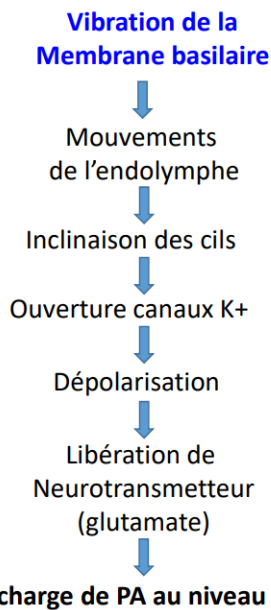 Vibration de la
Membrane basilaire
Mouvements
de l'endolymphe
Inclinaison des cils
Ouverture canaux K+
Dépolarisation
Libération de
Neurotransmetteur
(glutamate)
charge de PA au niveau